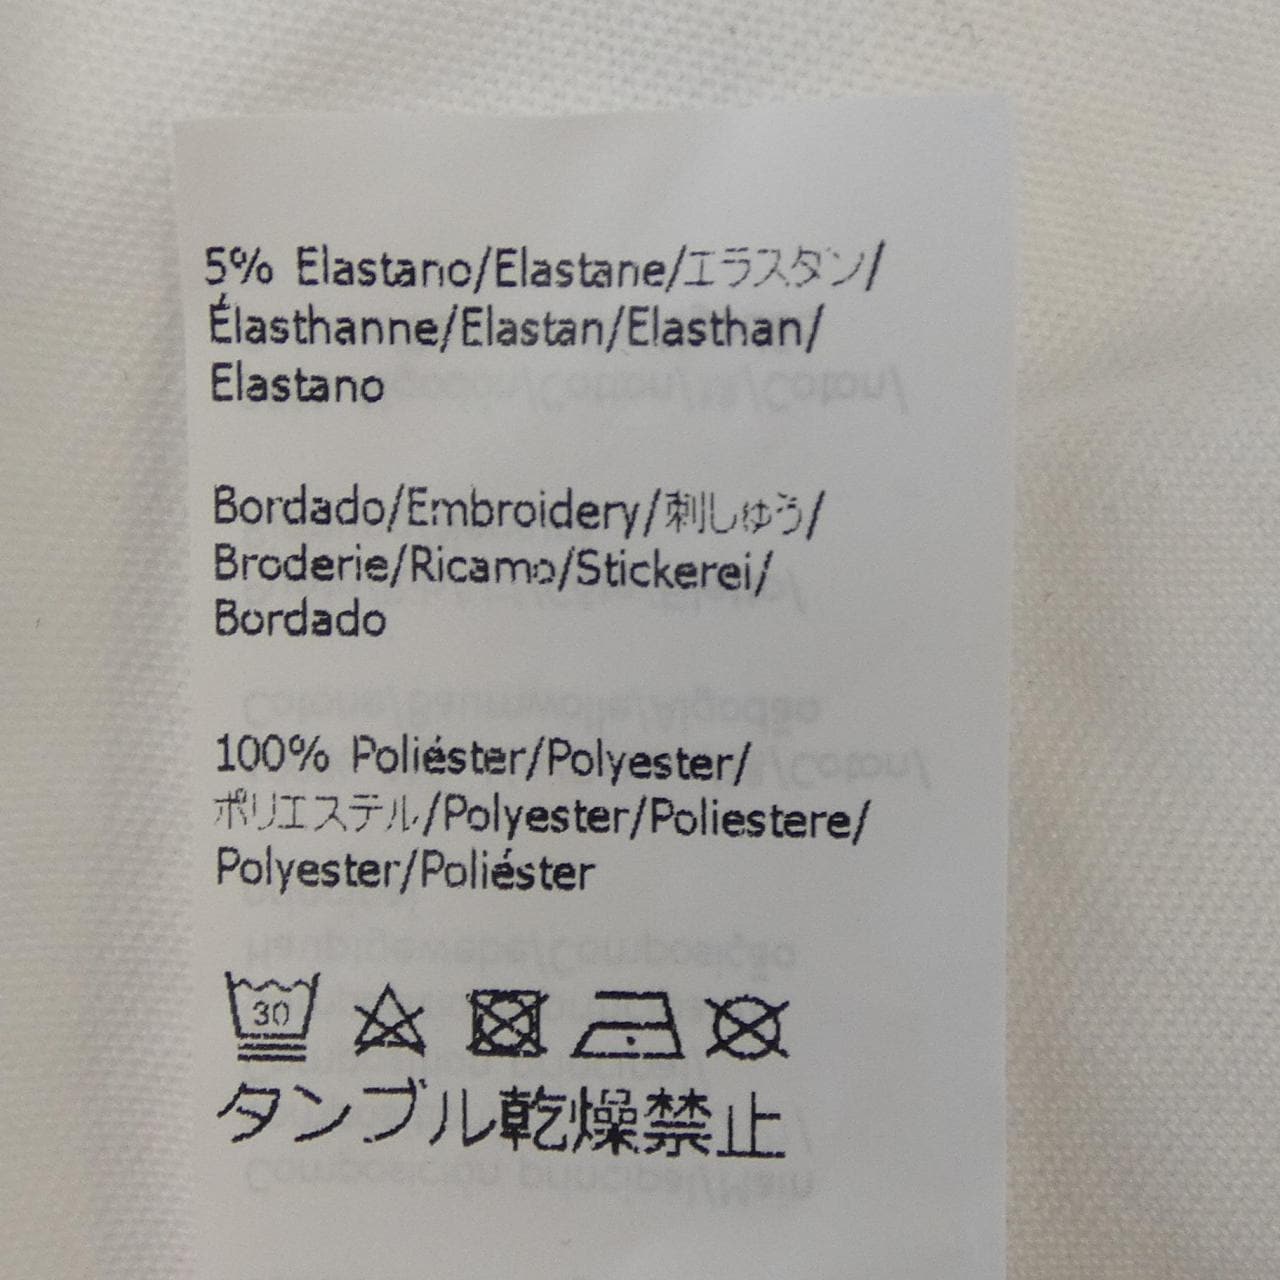 5% Elastano/Elastane/エラスタン/
Élasthanne/Elastan/Elasthan/
Elastano
Bordado/Embroidery/刺しゅう/
Broderie/Ricamo/Stickerei/
Bordado
100% Poliéster/Polyester/
ポリエステル/Polyester/Poliestere/
Polyester/Poliéster
30
タンブル乾燥禁止